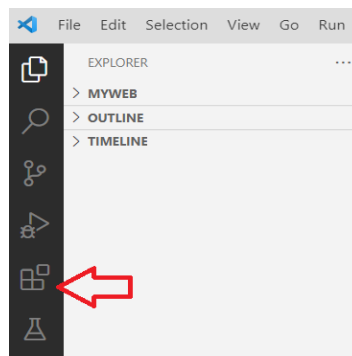 File Edit Selection View Go Run
EXPLORER ...
> MYWEB
> OUTLINE
> TIMELINE